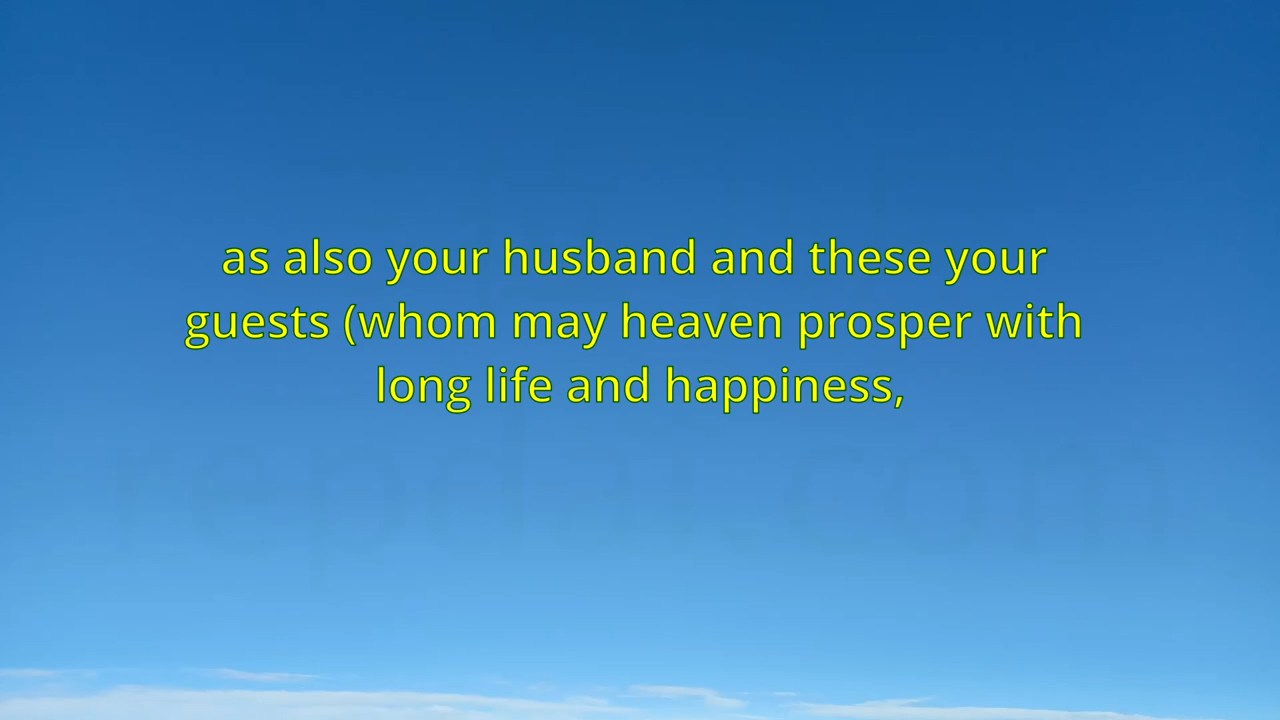 as also your husband and these your
guests (whom may heaven prosper with
long life and happiness,